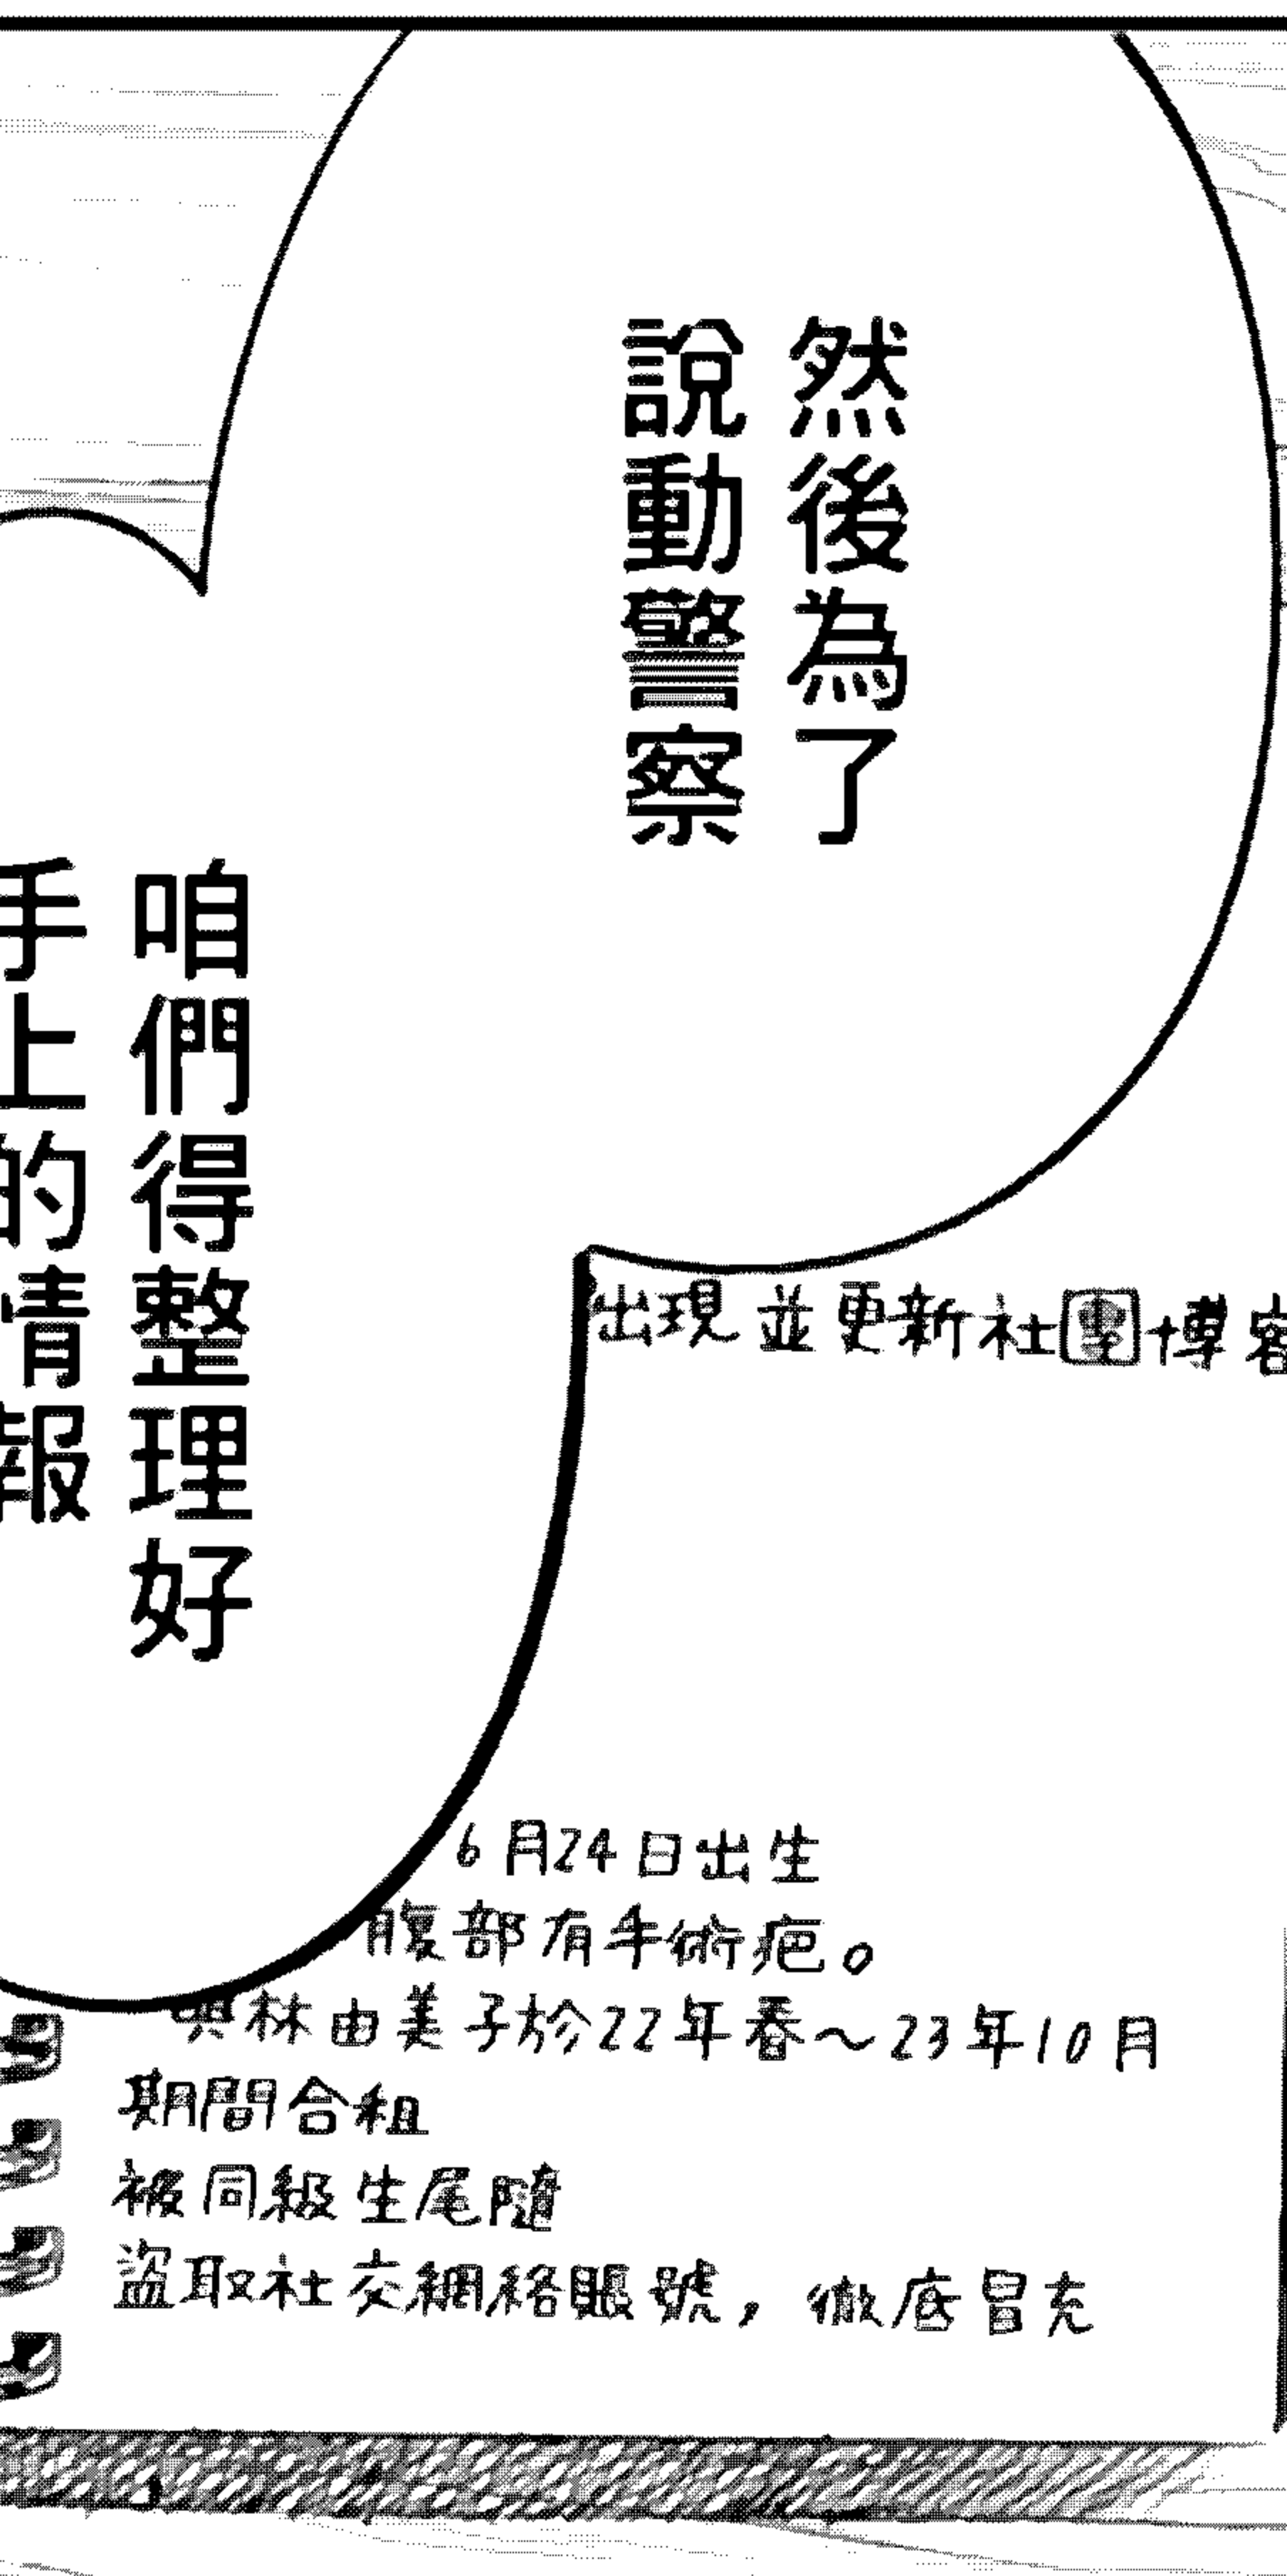 然後為了
說動警察
咱們得整理好
手上的情報
出現並更新社團博客
6月24日出生
腹部有手術疤。
與林由美子於22年春～23年10月
期間合租
被同級生尾隨
盜取社交網絡賬號，徹底冒充